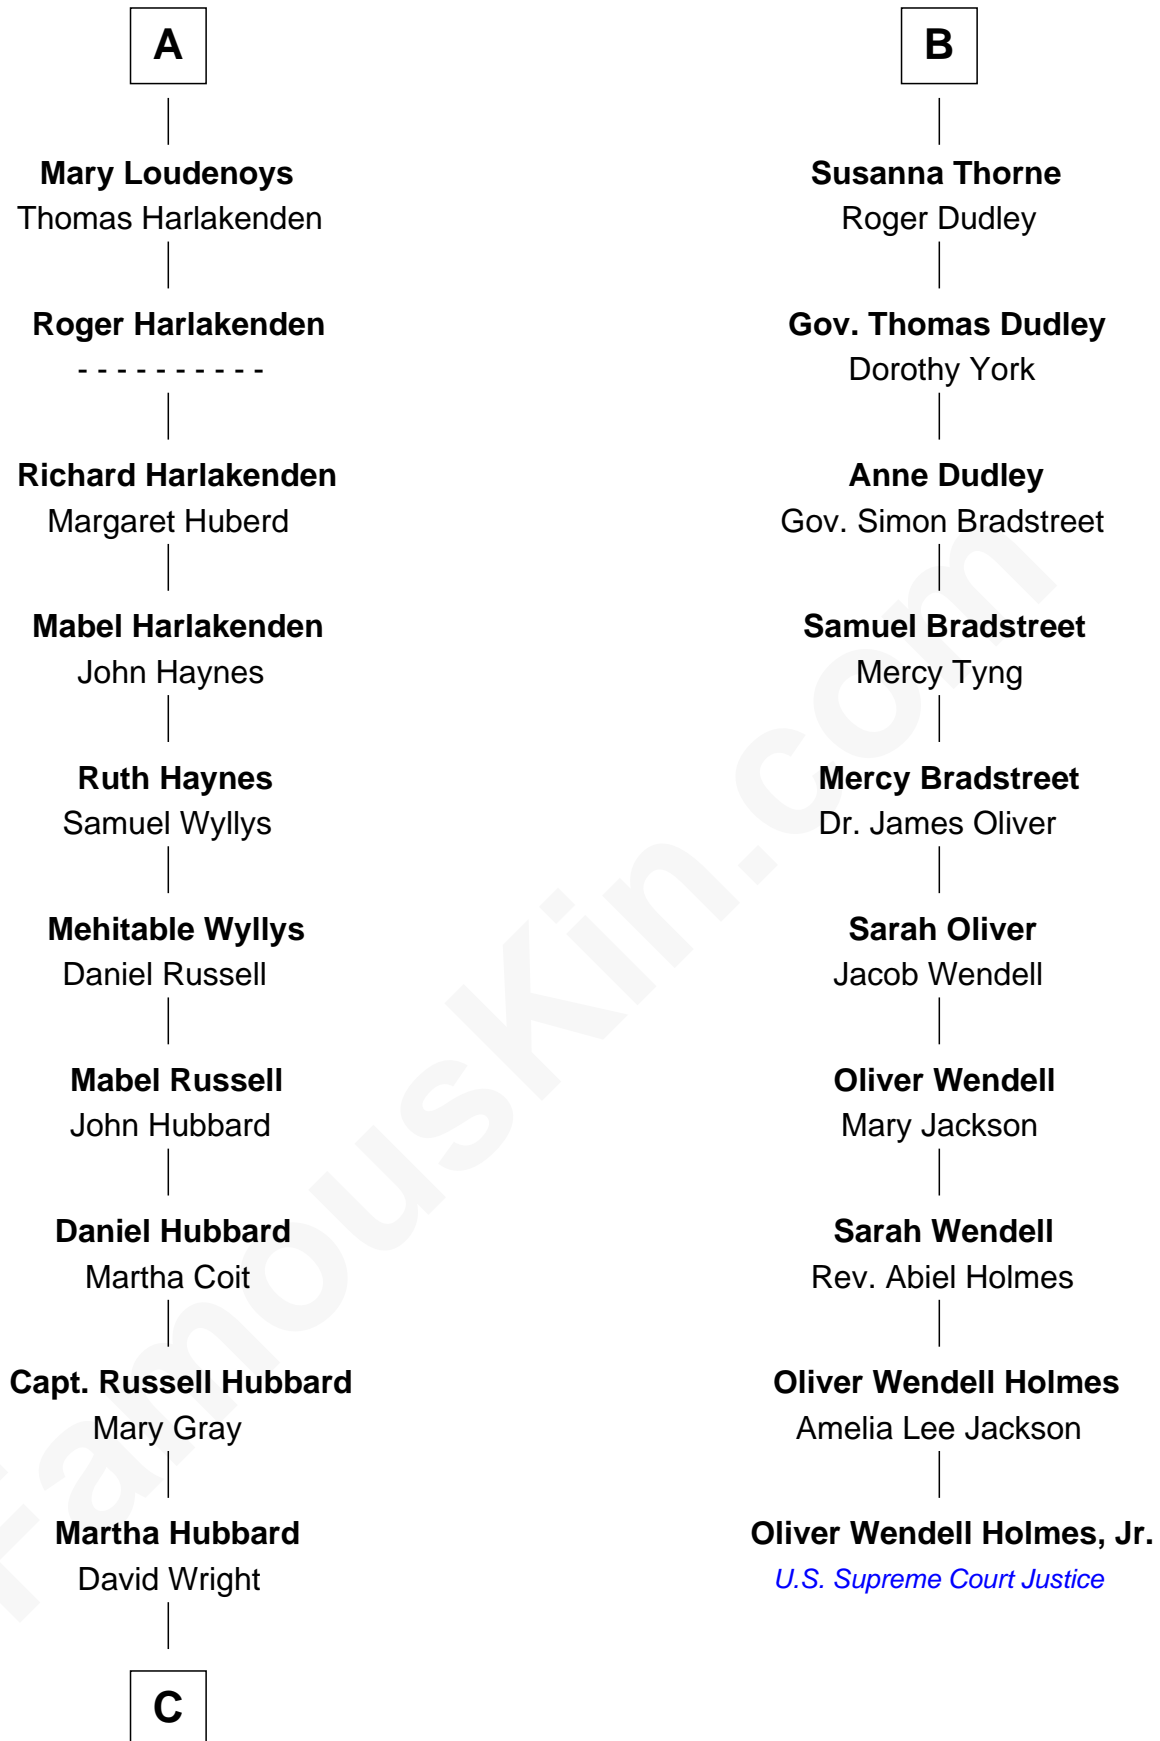 A
Mary Loudenoys
Thomas Harlakenden
Roger Harlakenden
- - - - - - - - - -
Richard Harlakenden
Margaret Huberd
Mabel Harlakenden
John Haynes
Ruth Haynes
Samuel Wyllys
Mehitable Wyllys
Daniel Russell
Mabel Russell
John Hubbard
Daniel Hubbard
Martha Coit
Capt. Russell Hubbard
Mary Gray
Martha Hubbard
David Wright
C
B
Susanna Thorne
Roger Dudley
Gov. Thomas Dudley
Dorothy York
Anne Dudley
Gov. Simon Bradstreet
Samuel Bradstreet
Mercy Tyng
Mercy Bradstreet
Dr. James Oliver
Sarah Oliver
Jacob Wendell
Oliver Wendell
Mary Jackson
Sarah Wendell
Rev. Abiel Holmes
Oliver Wendell Holmes
Amelia Lee Jackson
Oliver Wendell Holmes, Jr.
U.S. Supreme Court Justice
FamousKin.com